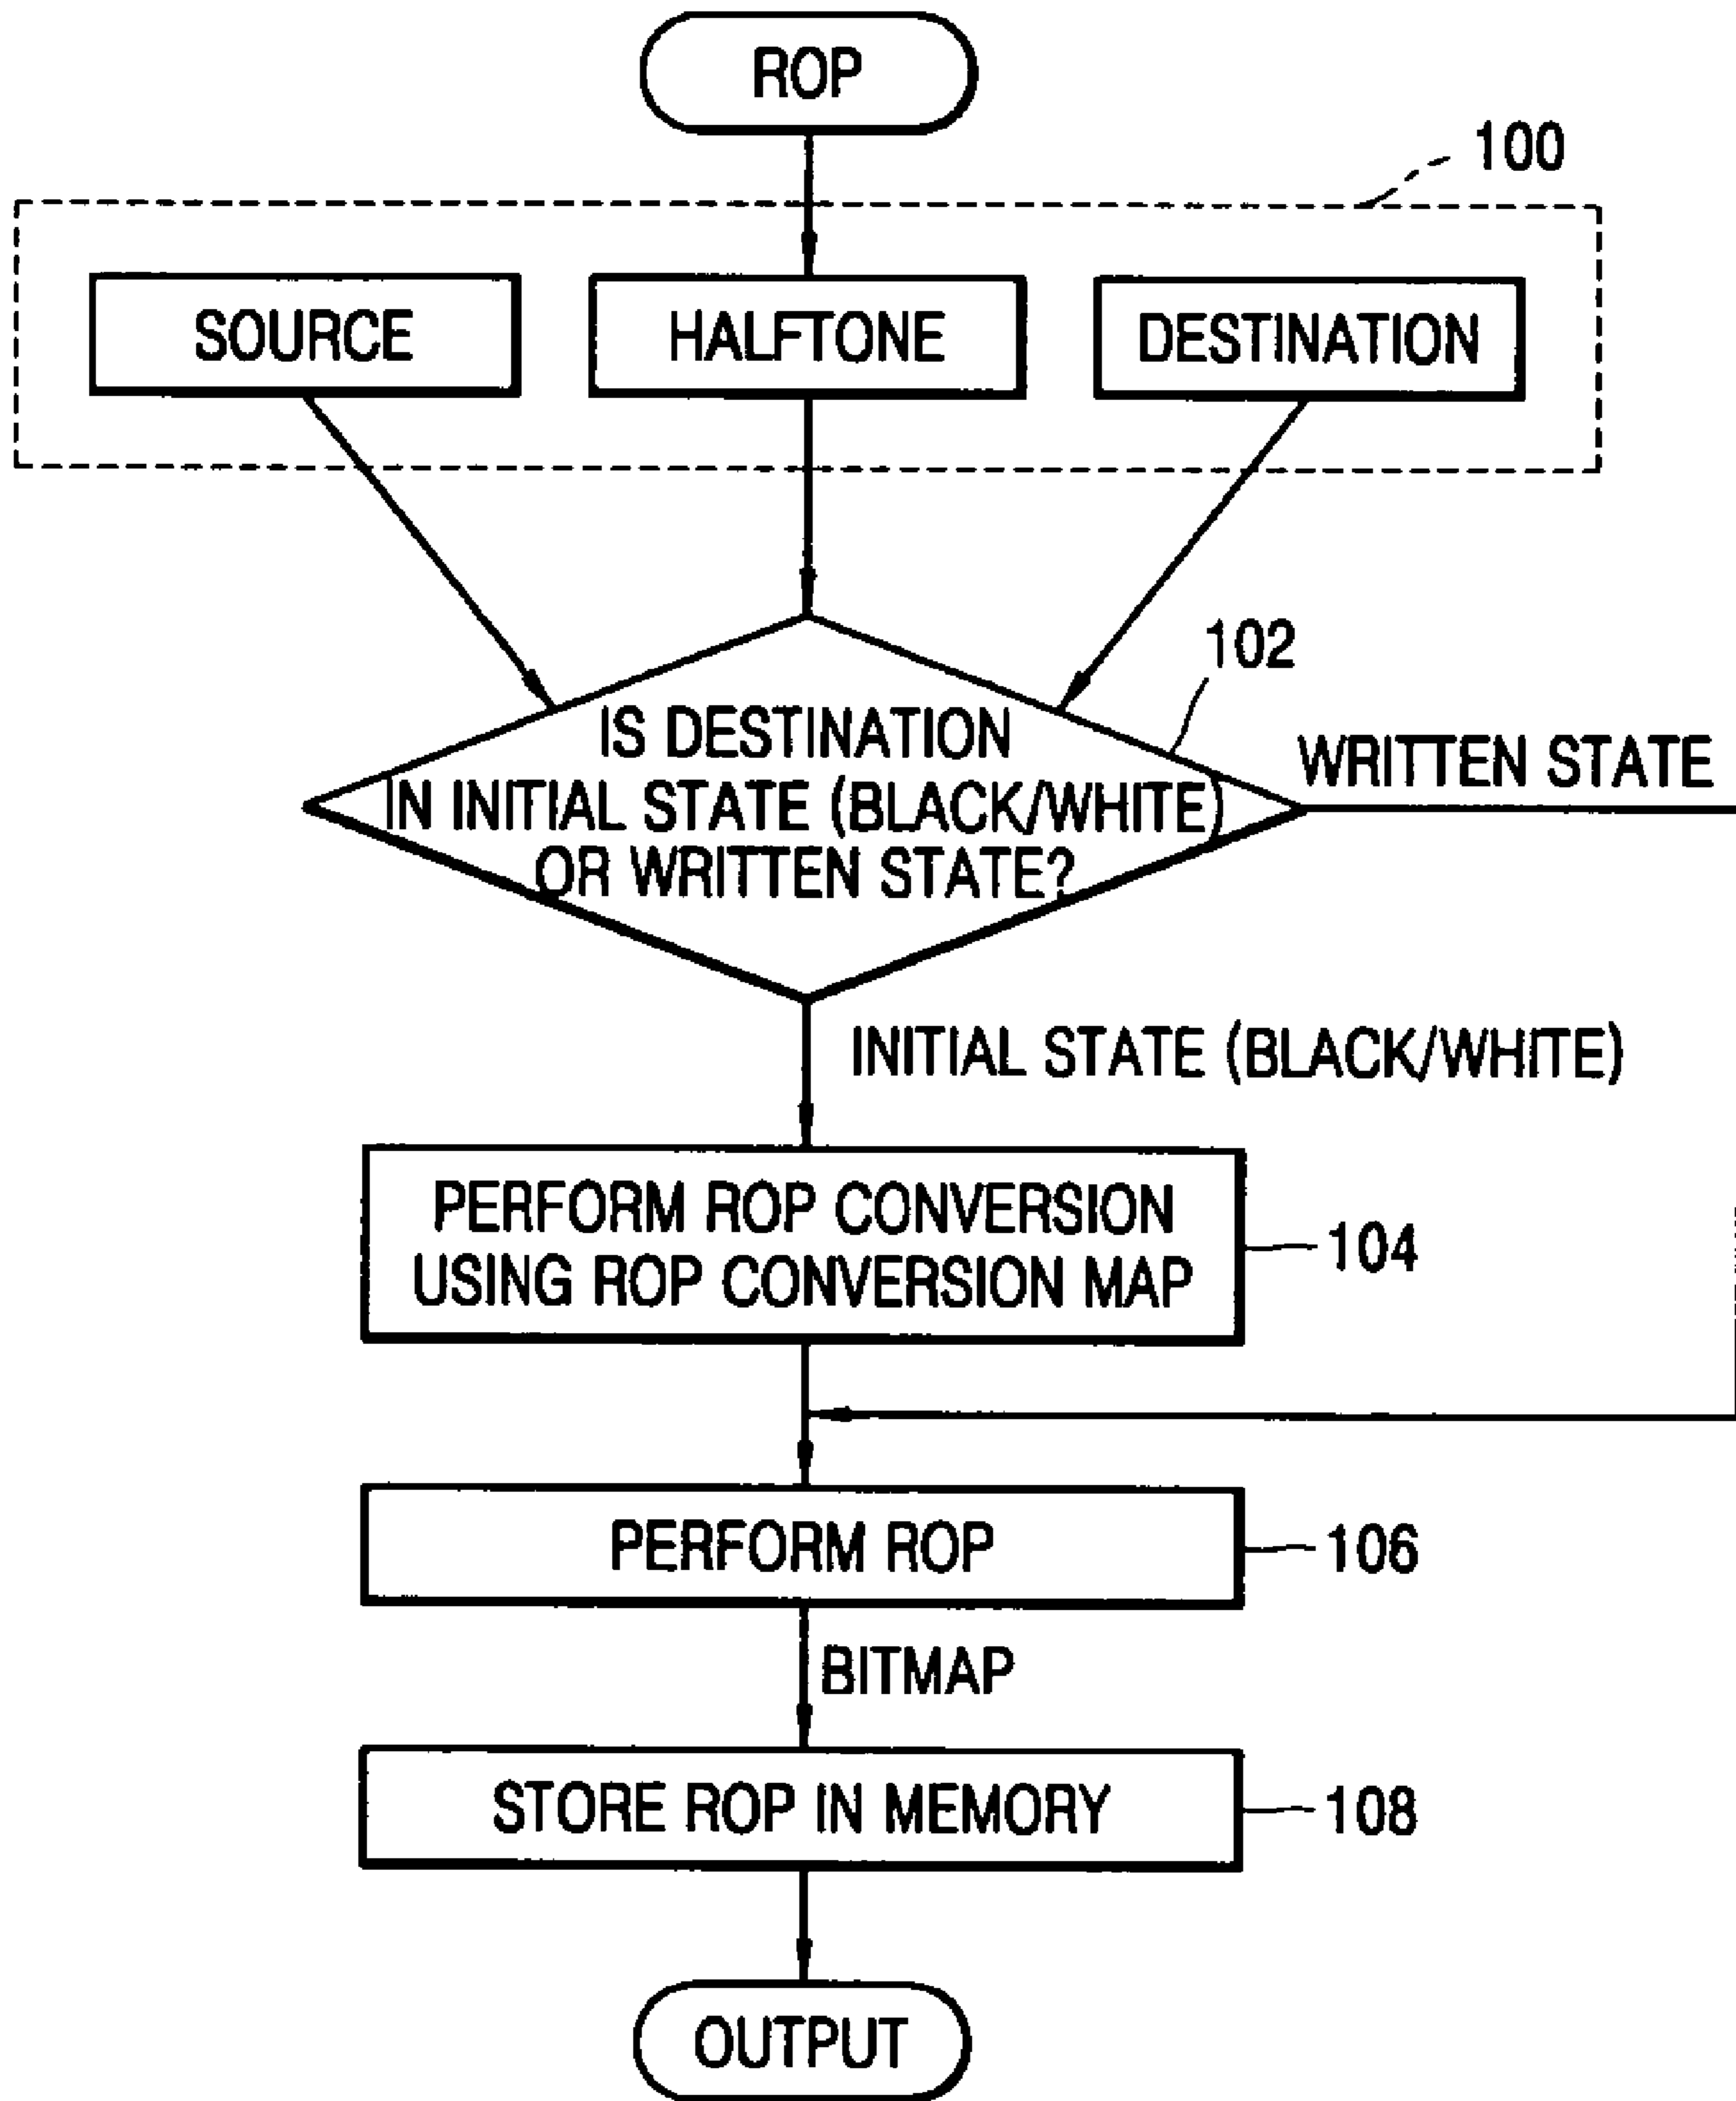 ROP
100
SOURCE
HALFTONE
DESTINATION
102
IS DESTINATION
IN INITIAL STATE (BLACK/WHITE)
OR WRITTEN STATE?
WRITTEN STATE
INITIAL STATE (BLACK/WHITE)
PERFORM ROP CONVERSION
USING ROP CONVERSION MAP
104
PERFORM ROP
106
BITMAP
STORE ROP IN MEMORY
108
OUTPUT